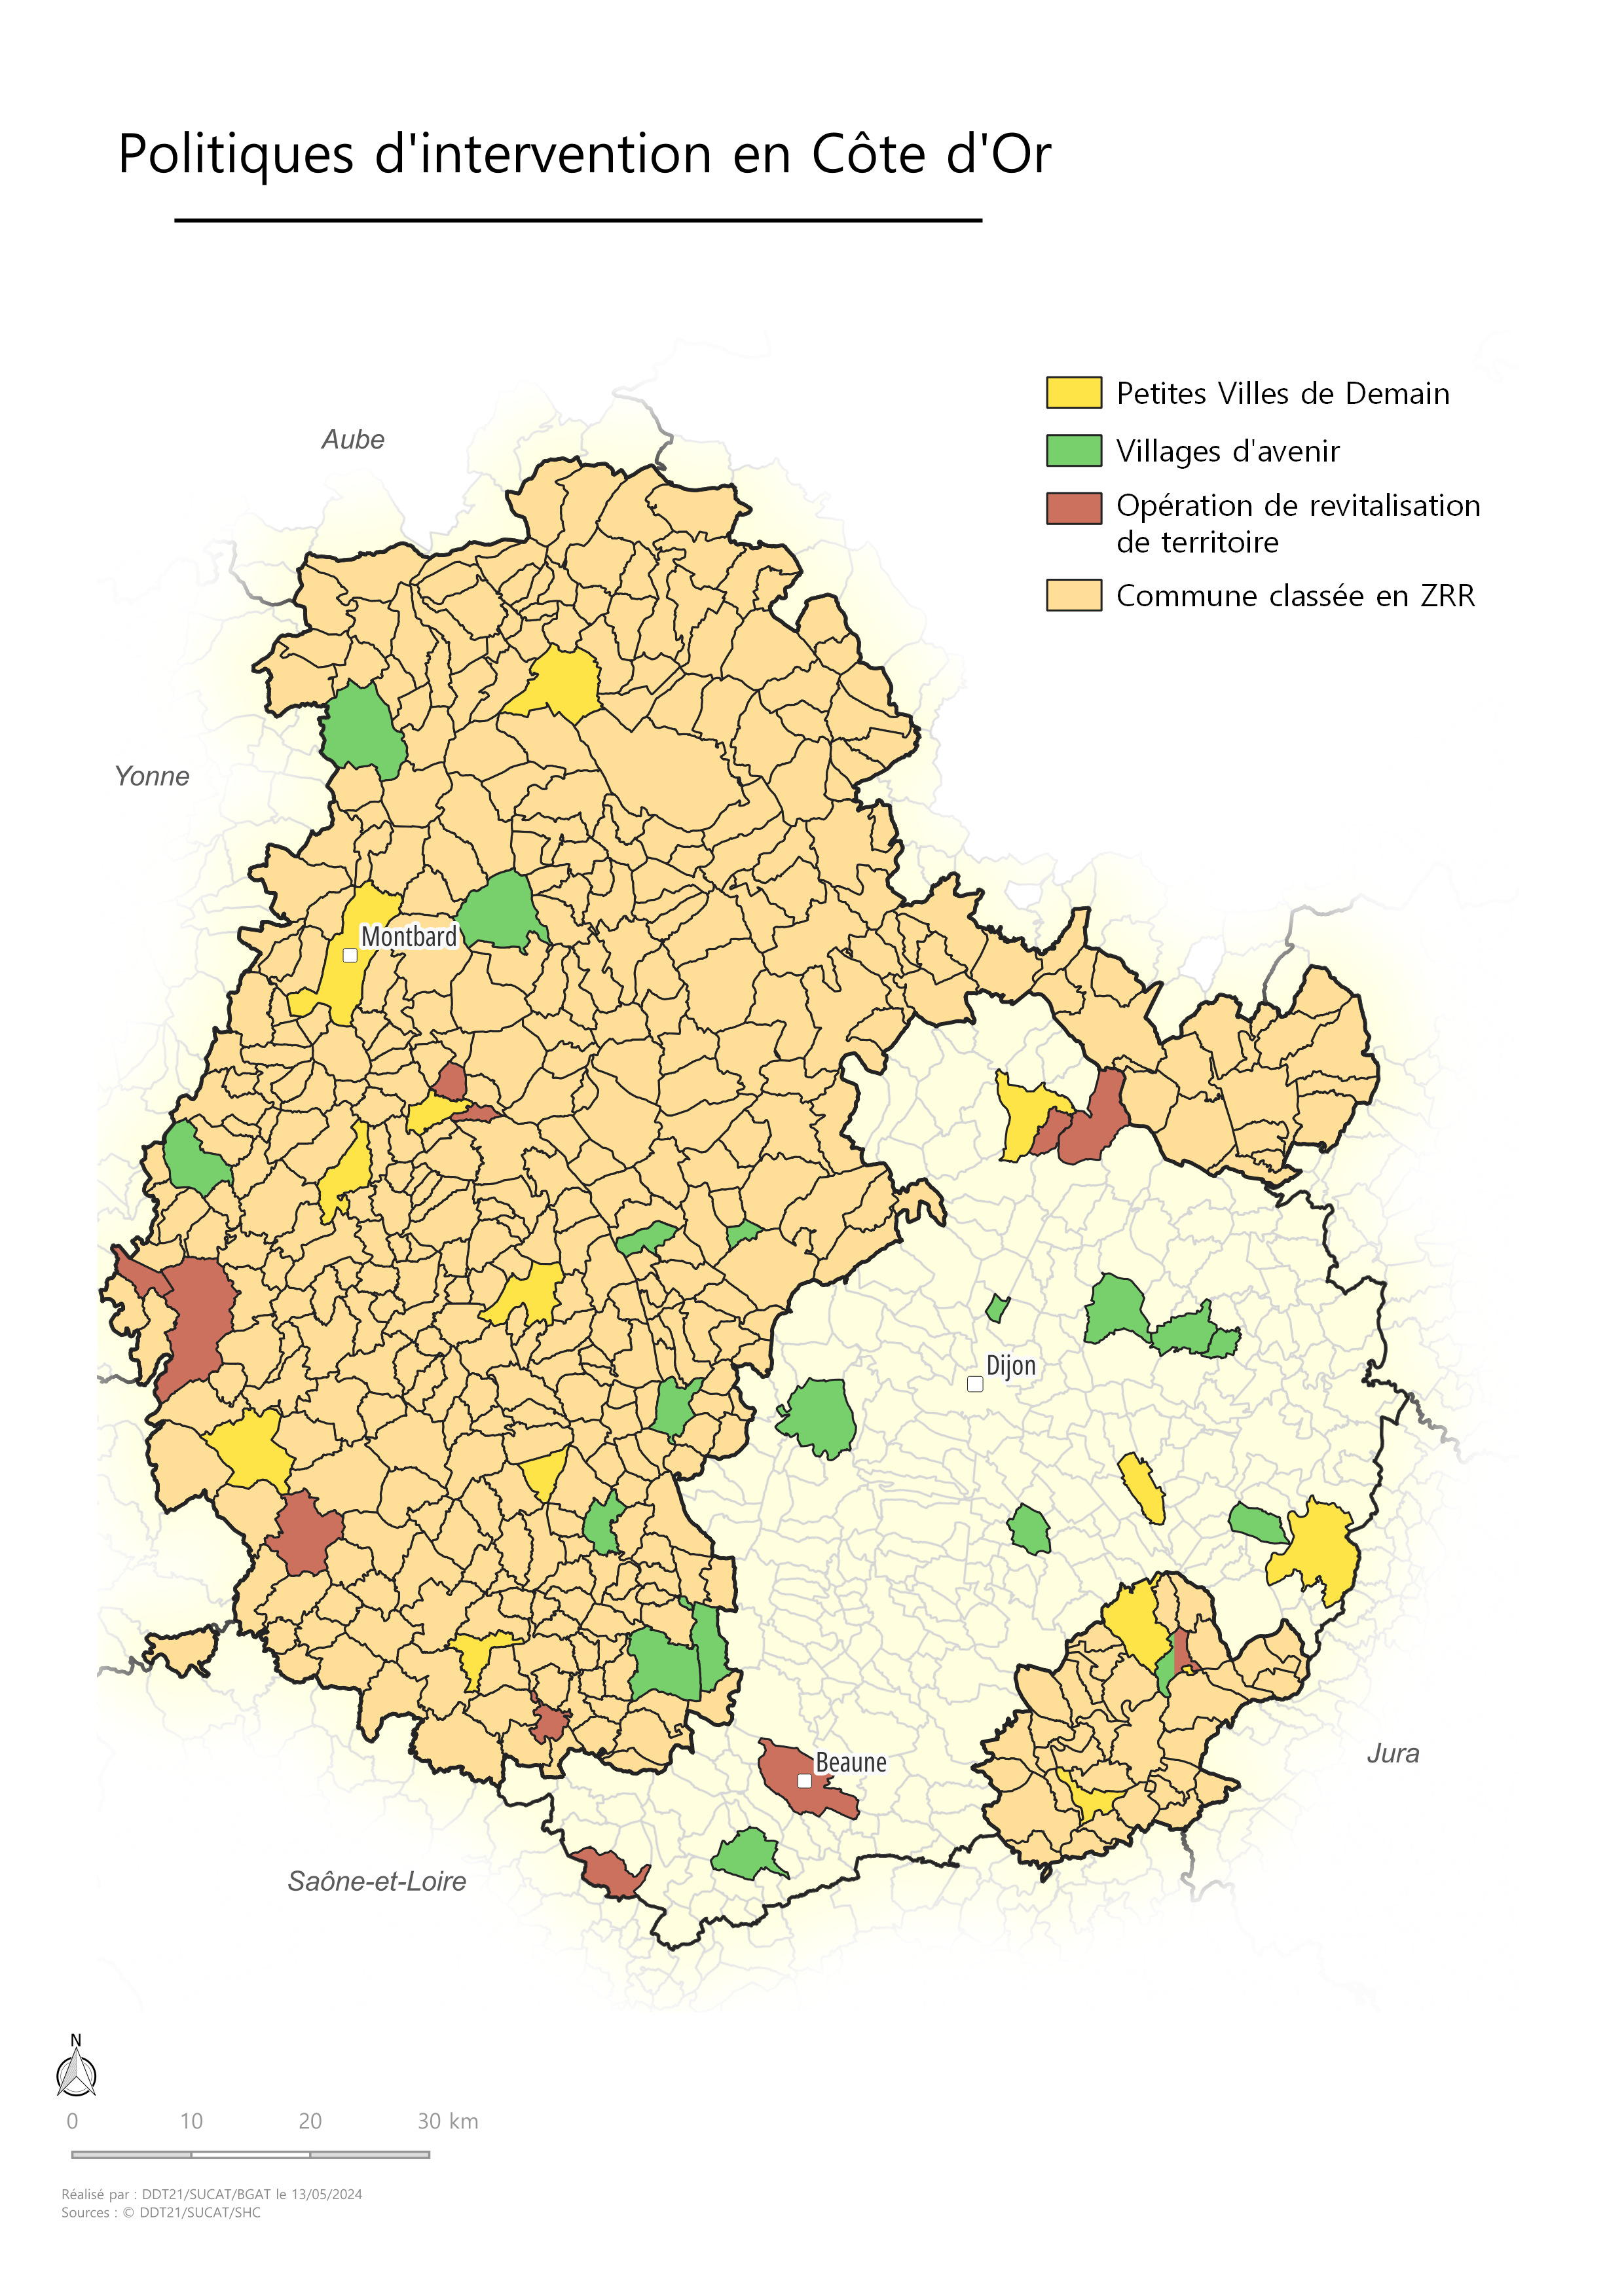 Politiques d'intervention en Côte d'Or
Petites Villes de Demain
Villages d'avenir
Opération de revitalisation
de territoire
Commune classée en ZRR
Aube
Yonne
Montbard
Dijon
Beaune
Jura
Saône-et-Loire
N
0 10 20 30 km
Réalisé par : DDT21/SUCAT/BGAT le 13/05/2024
Sources : © DDT21/SUCAT/SHC